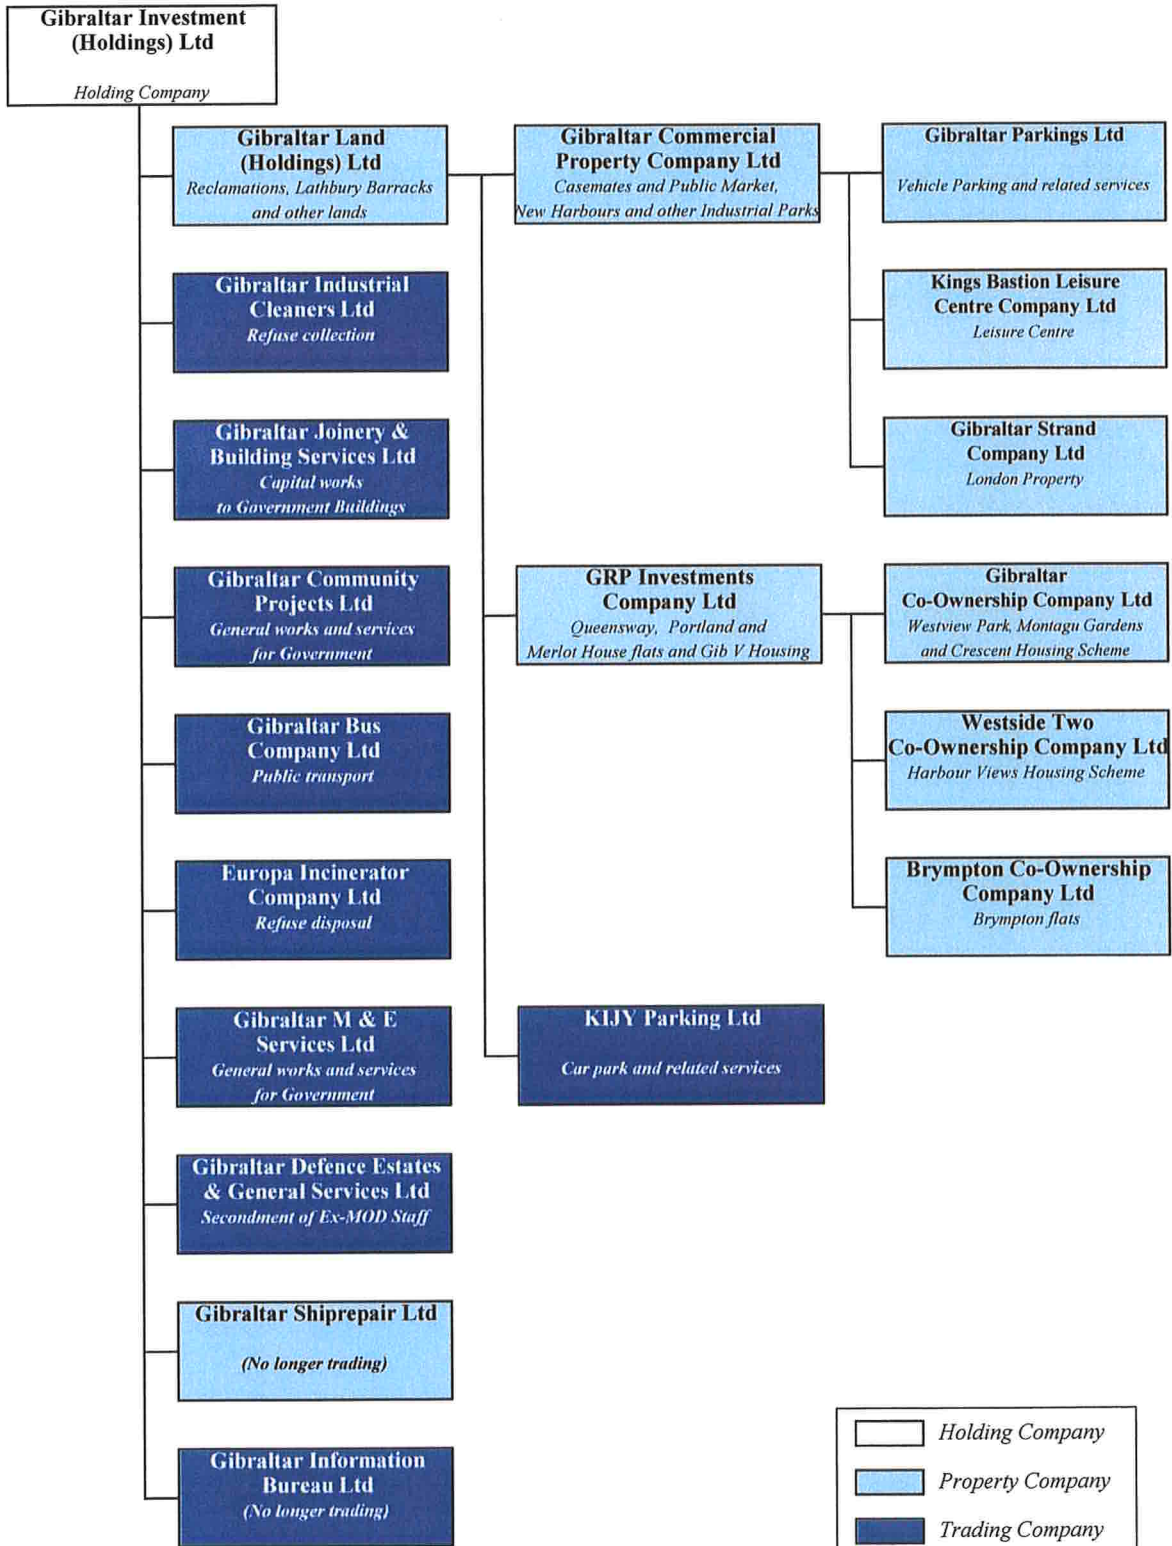 Gibraltar Investment
(Holdings) Ltd
Holding Company
Gibraltar Land
(Holdings) Ltd
Reclamations, Lathbury Barracks
and other lands
Gibraltar Industrial
Cleaners Ltd
Refuse collection
Gibraltar Joinery &
Building Services Ltd
Capital works
to Government Buildings
Gibraltar Community
Projects Ltd
General works and services
for Government
Gibraltar Bus
Company Ltd
Public transport
Europa Incinerator
Company Ltd
Refuse disposal
Gibraltar M & E
Services Ltd
General works and services
for Government
Gibraltar Defence Estates
& General Services Ltd
Secondment of Ex-MOD Staff
Gibraltar Shiprepair Ltd
(No longer trading)
Gibraltar Information
Bureau Ltd
(No longer trading)
Gibraltar Commercial
Property Company Ltd
Casemates and Public Market,
New Harbours and other Industrial Parks
GRP Investments
Company Ltd
Queensway, Portland and
Merlot House flats and Gib V Housing
KIJY Parking Ltd
Car park and related services
Gibraltar Parkings Ltd
Vehicle Parking and related services
Kings Bastion Leisure
Centre Company Ltd
Leisure Centre
Gibraltar Strand
Company Ltd
London Property
Gibraltar
Co-Ownership Company Ltd
Westview Park, Montagu Gardens
and Crescent Housing Scheme
Westside Two
Co-Ownership Company Ltd
Harbour Views Housing Scheme
Brympton Co-Ownership
Company Ltd
Brympton flats
Holding Company
Property Company
Trading Company